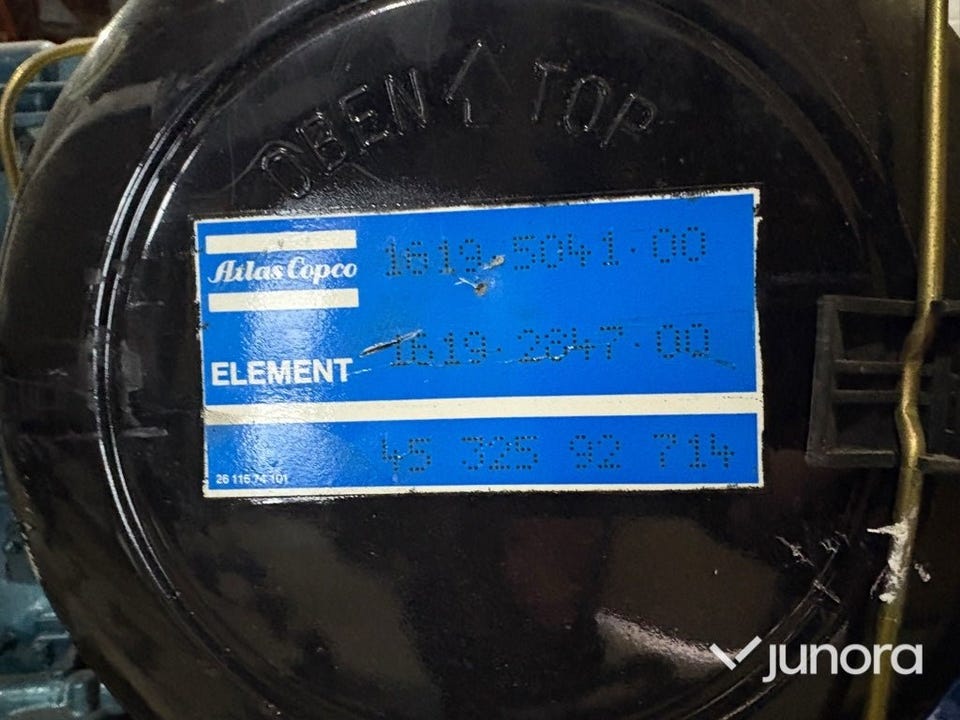 OBEN TOP
Atlas Copco 1619-5041·00
ELEMENT 1619-2847·00
45 325 92 714
26 116 74 101
junora